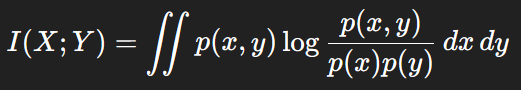 I(X;Y) = ∬ p(x,y) log p(x,y) / p(x)p(y) dx dy